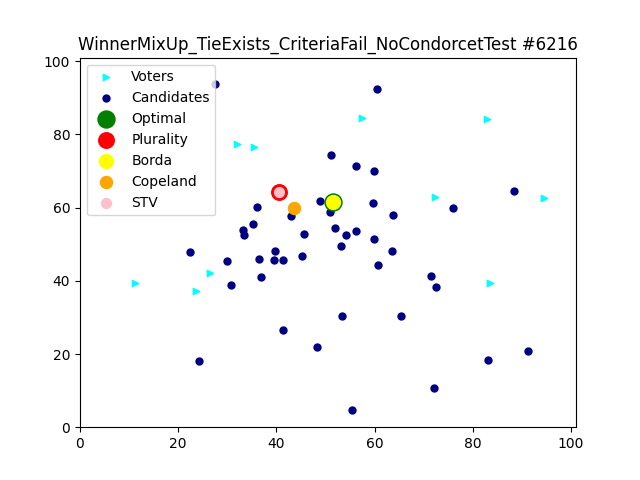 WinnerMixUp_TieExists_CriteriaFail_NoCondorcetTest #6216
Voters
Candidates
Optimal
Plurality
Borda
Copeland
STV
100
80
60
40
20
0
0 20 40 60 80 100